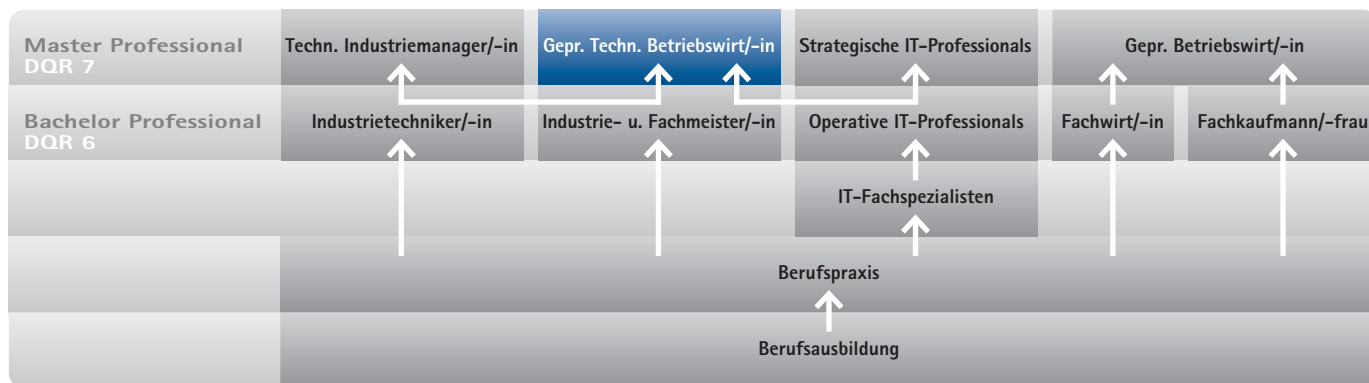 Master Professional
DQR 7
Techn. Industriemanager/-in
Gepr. Techn. Betriebswirt/-in
Strategische IT-Professionals
Gepr. Betriebswirt/-in
Bachelor Professional
DQR 6
Industrietechniker/-in
Industrie- u. Fachmeister/-in
Operative IT-Professionals
Fachwirt/-in
Fachkaufmann/-frau
IT-Fachspezialisten
Berufspraxis
Berufsausbildung